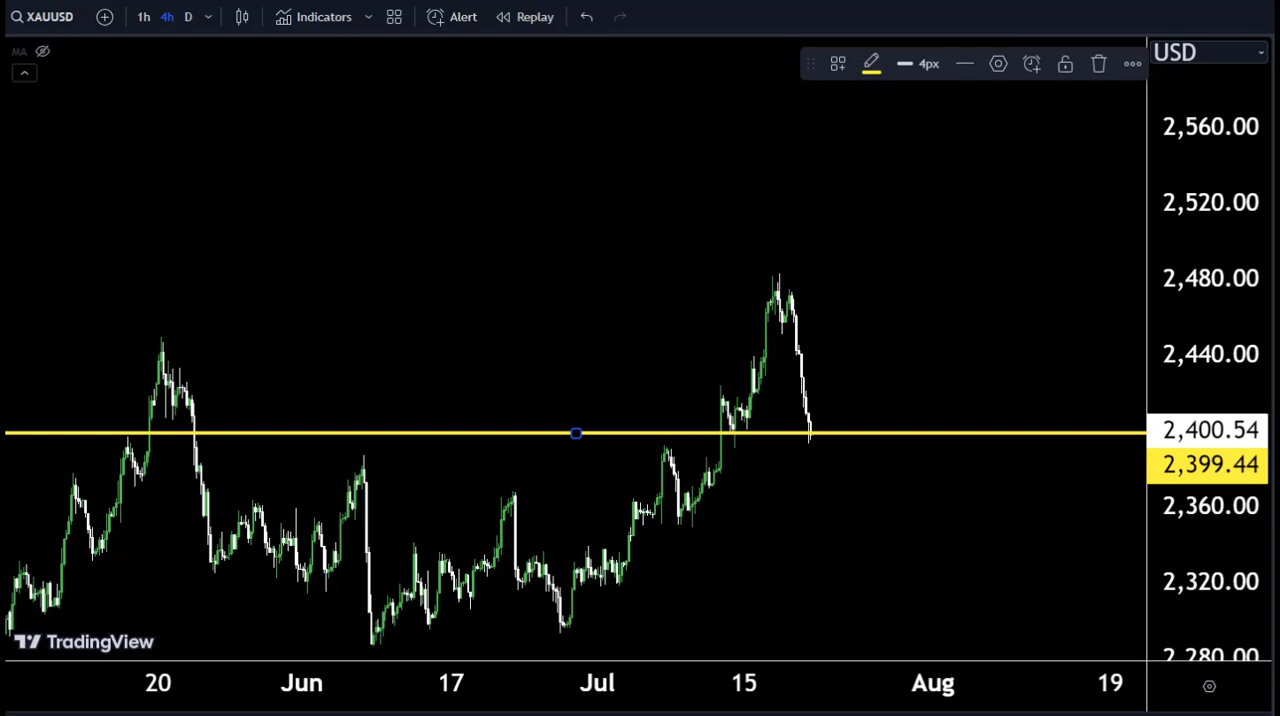 XAUUSD 1h 4h D Indicators Alert Replay
MA
4px
USD
2,560.00
2,520.00
2,480.00
2,440.00
2,400.54
2,399.44
2,360.00
2,320.00
2,280.00
TradingView
20 Jun 17 Jul 15 Aug 19